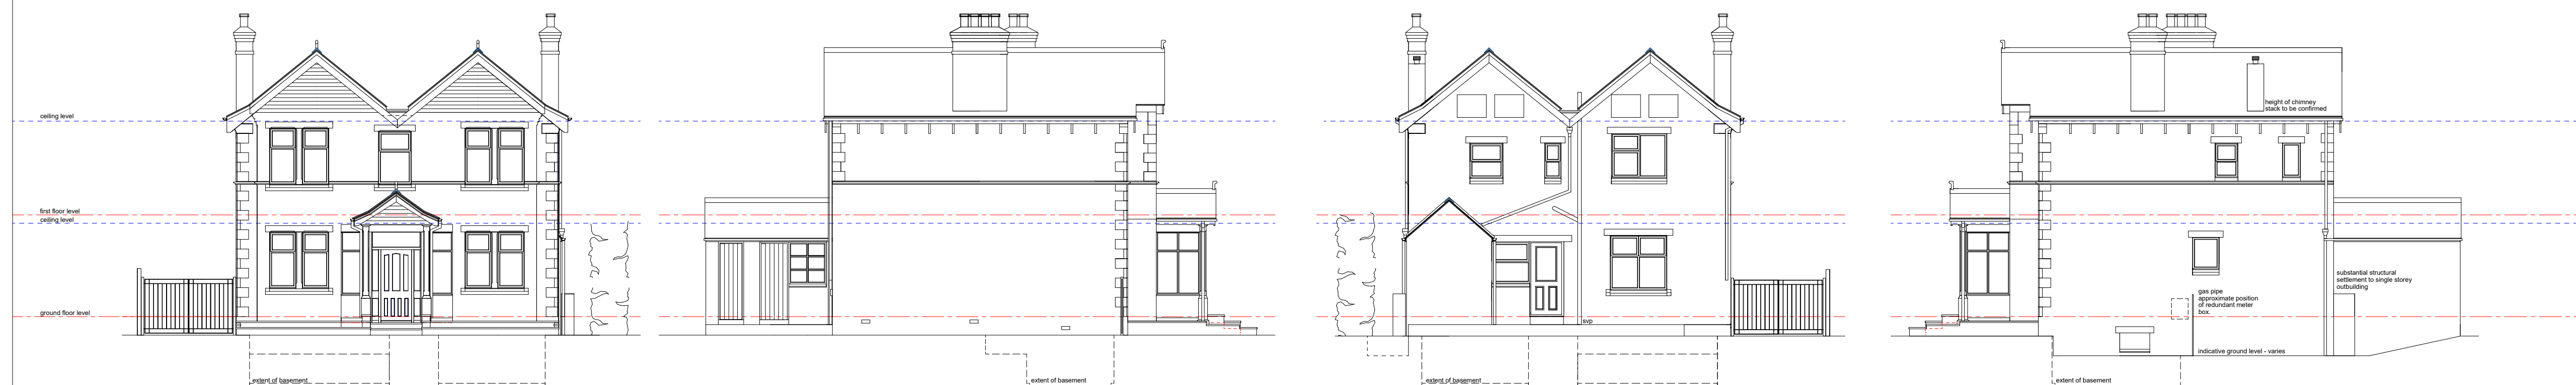 ceiling level
first floor level
ceiling level
ground floor level
extent of basement
extent of basement
svp
extent of basement
height of chimney
stack to be confirmed
substantial structural
settlement to single storey
outbuilding
gas pipe
approximate position
of redundant meter
box.
indicative ground level - varies
extent of basement